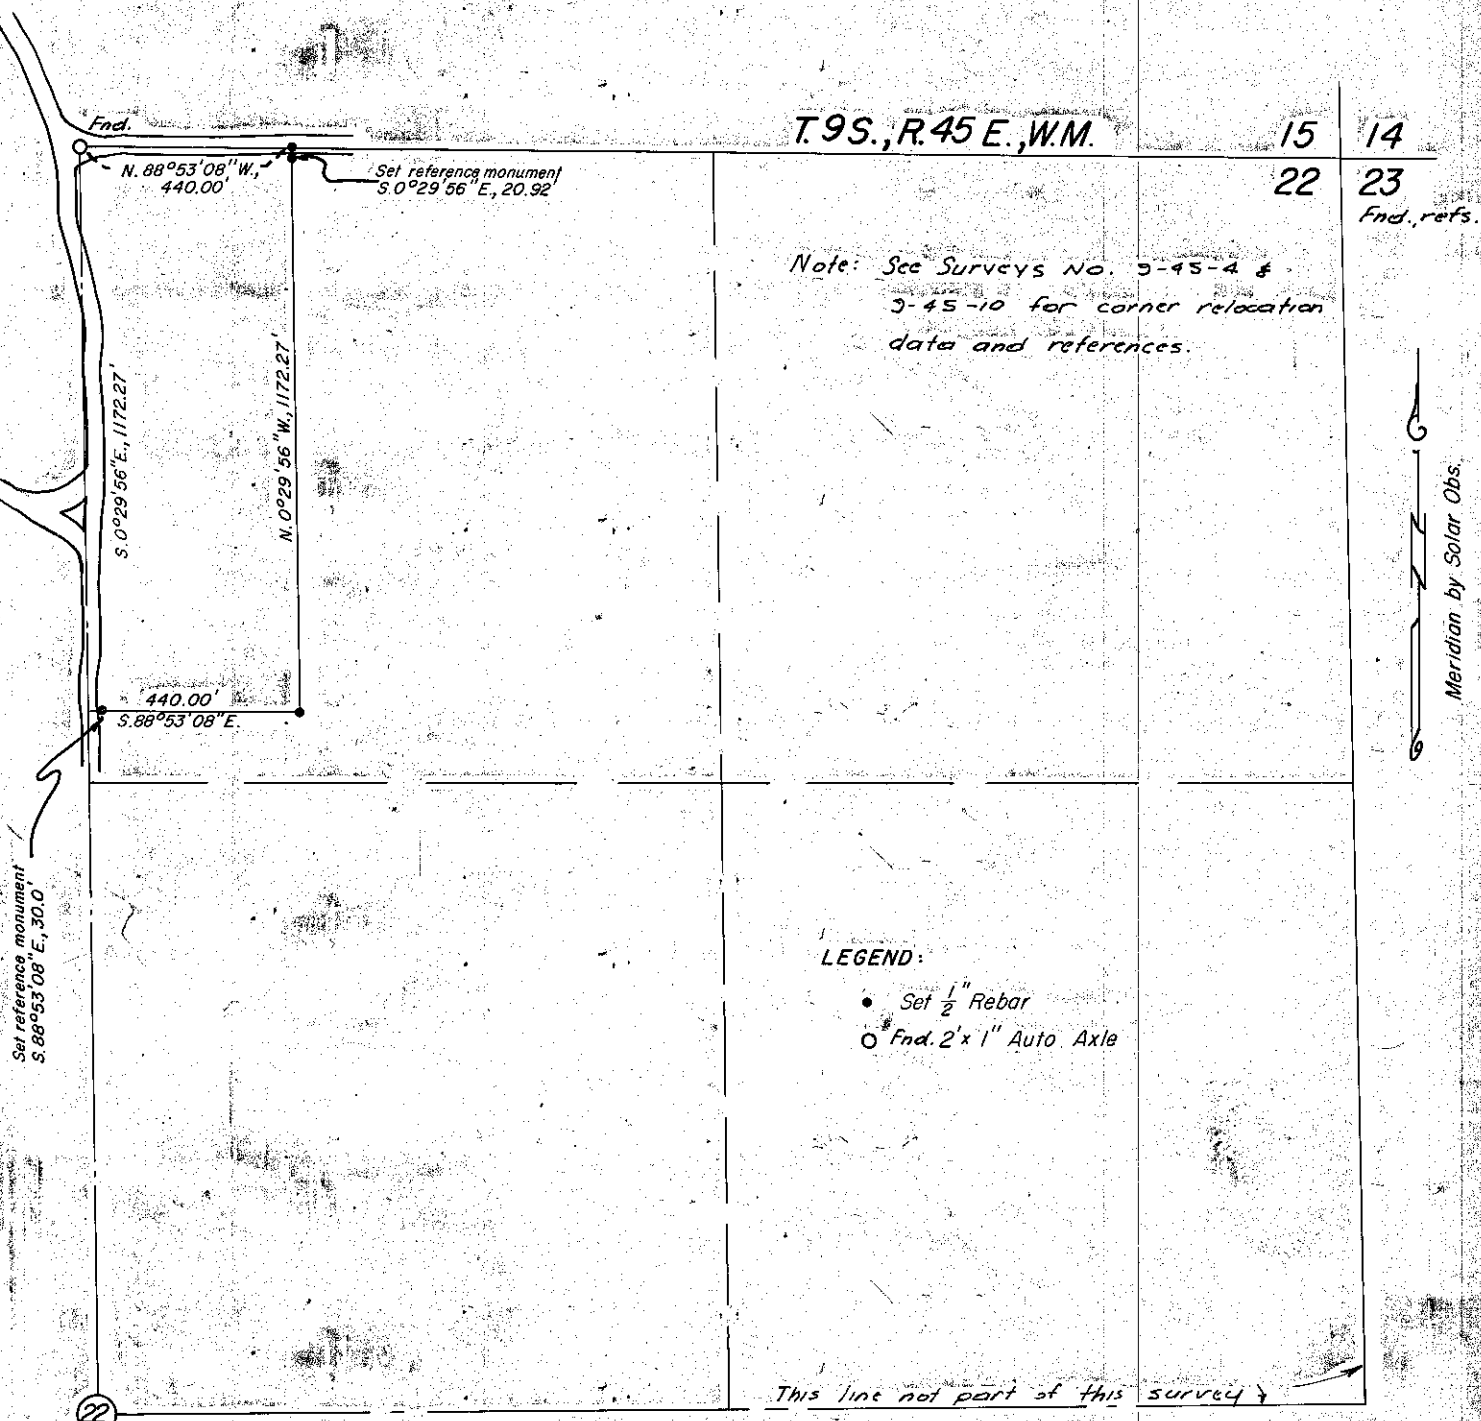 T.9S.,R.45E.,W.M.
15
14
22
23
Fnd., refs.
Fnd.
N. 88°53'08"W.,
440.00'
Set reference monument
S.0°29'56"E., 20.92'
Note: See Surveys No. 9-45-4 &
9-45-10 for corner relocation
data and references.
S.0°29'56"E., 1172.27'
N.0°29'56"W., 1172.27'
Meridian by Solar Obs.
440.00'
S.88°53'08"E.
Set reference monument
S.88°53'08"E., 30.0'
LEGEND:
Set 1/2" Rebar
Fnd. 2'x 1" Auto Axle
This line not part of this survey
22